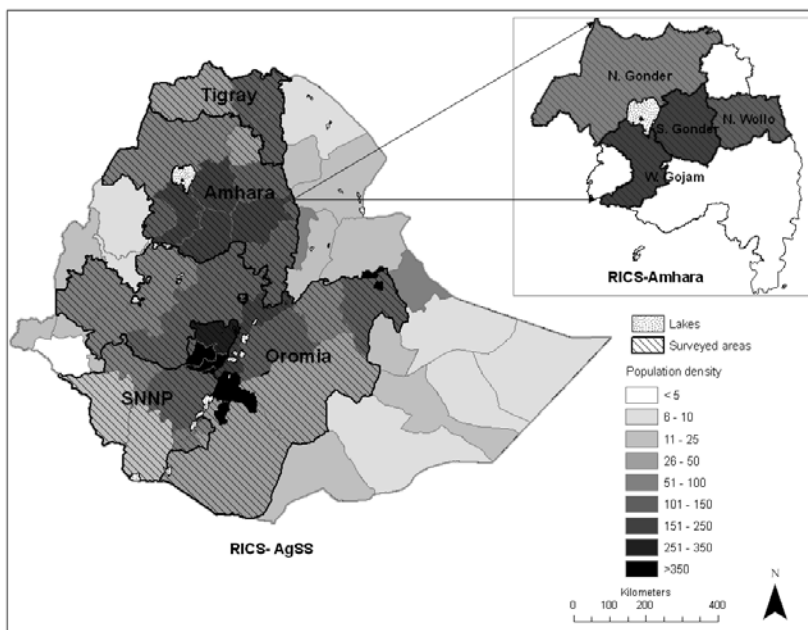 Tigray
Amhara
Oromia
SNNP
RICS- AgSS
N. Gonder
N. Wollo
S. Gonder
W. Gojam
RICS-Amhara
Lakes
Surveyed areas
Population density
< 5
6 - 10
11 - 25
26 - 50
51 - 100
101 - 150
151 - 250
251 - 350
>350
N
Kilometers
0 100 200 400